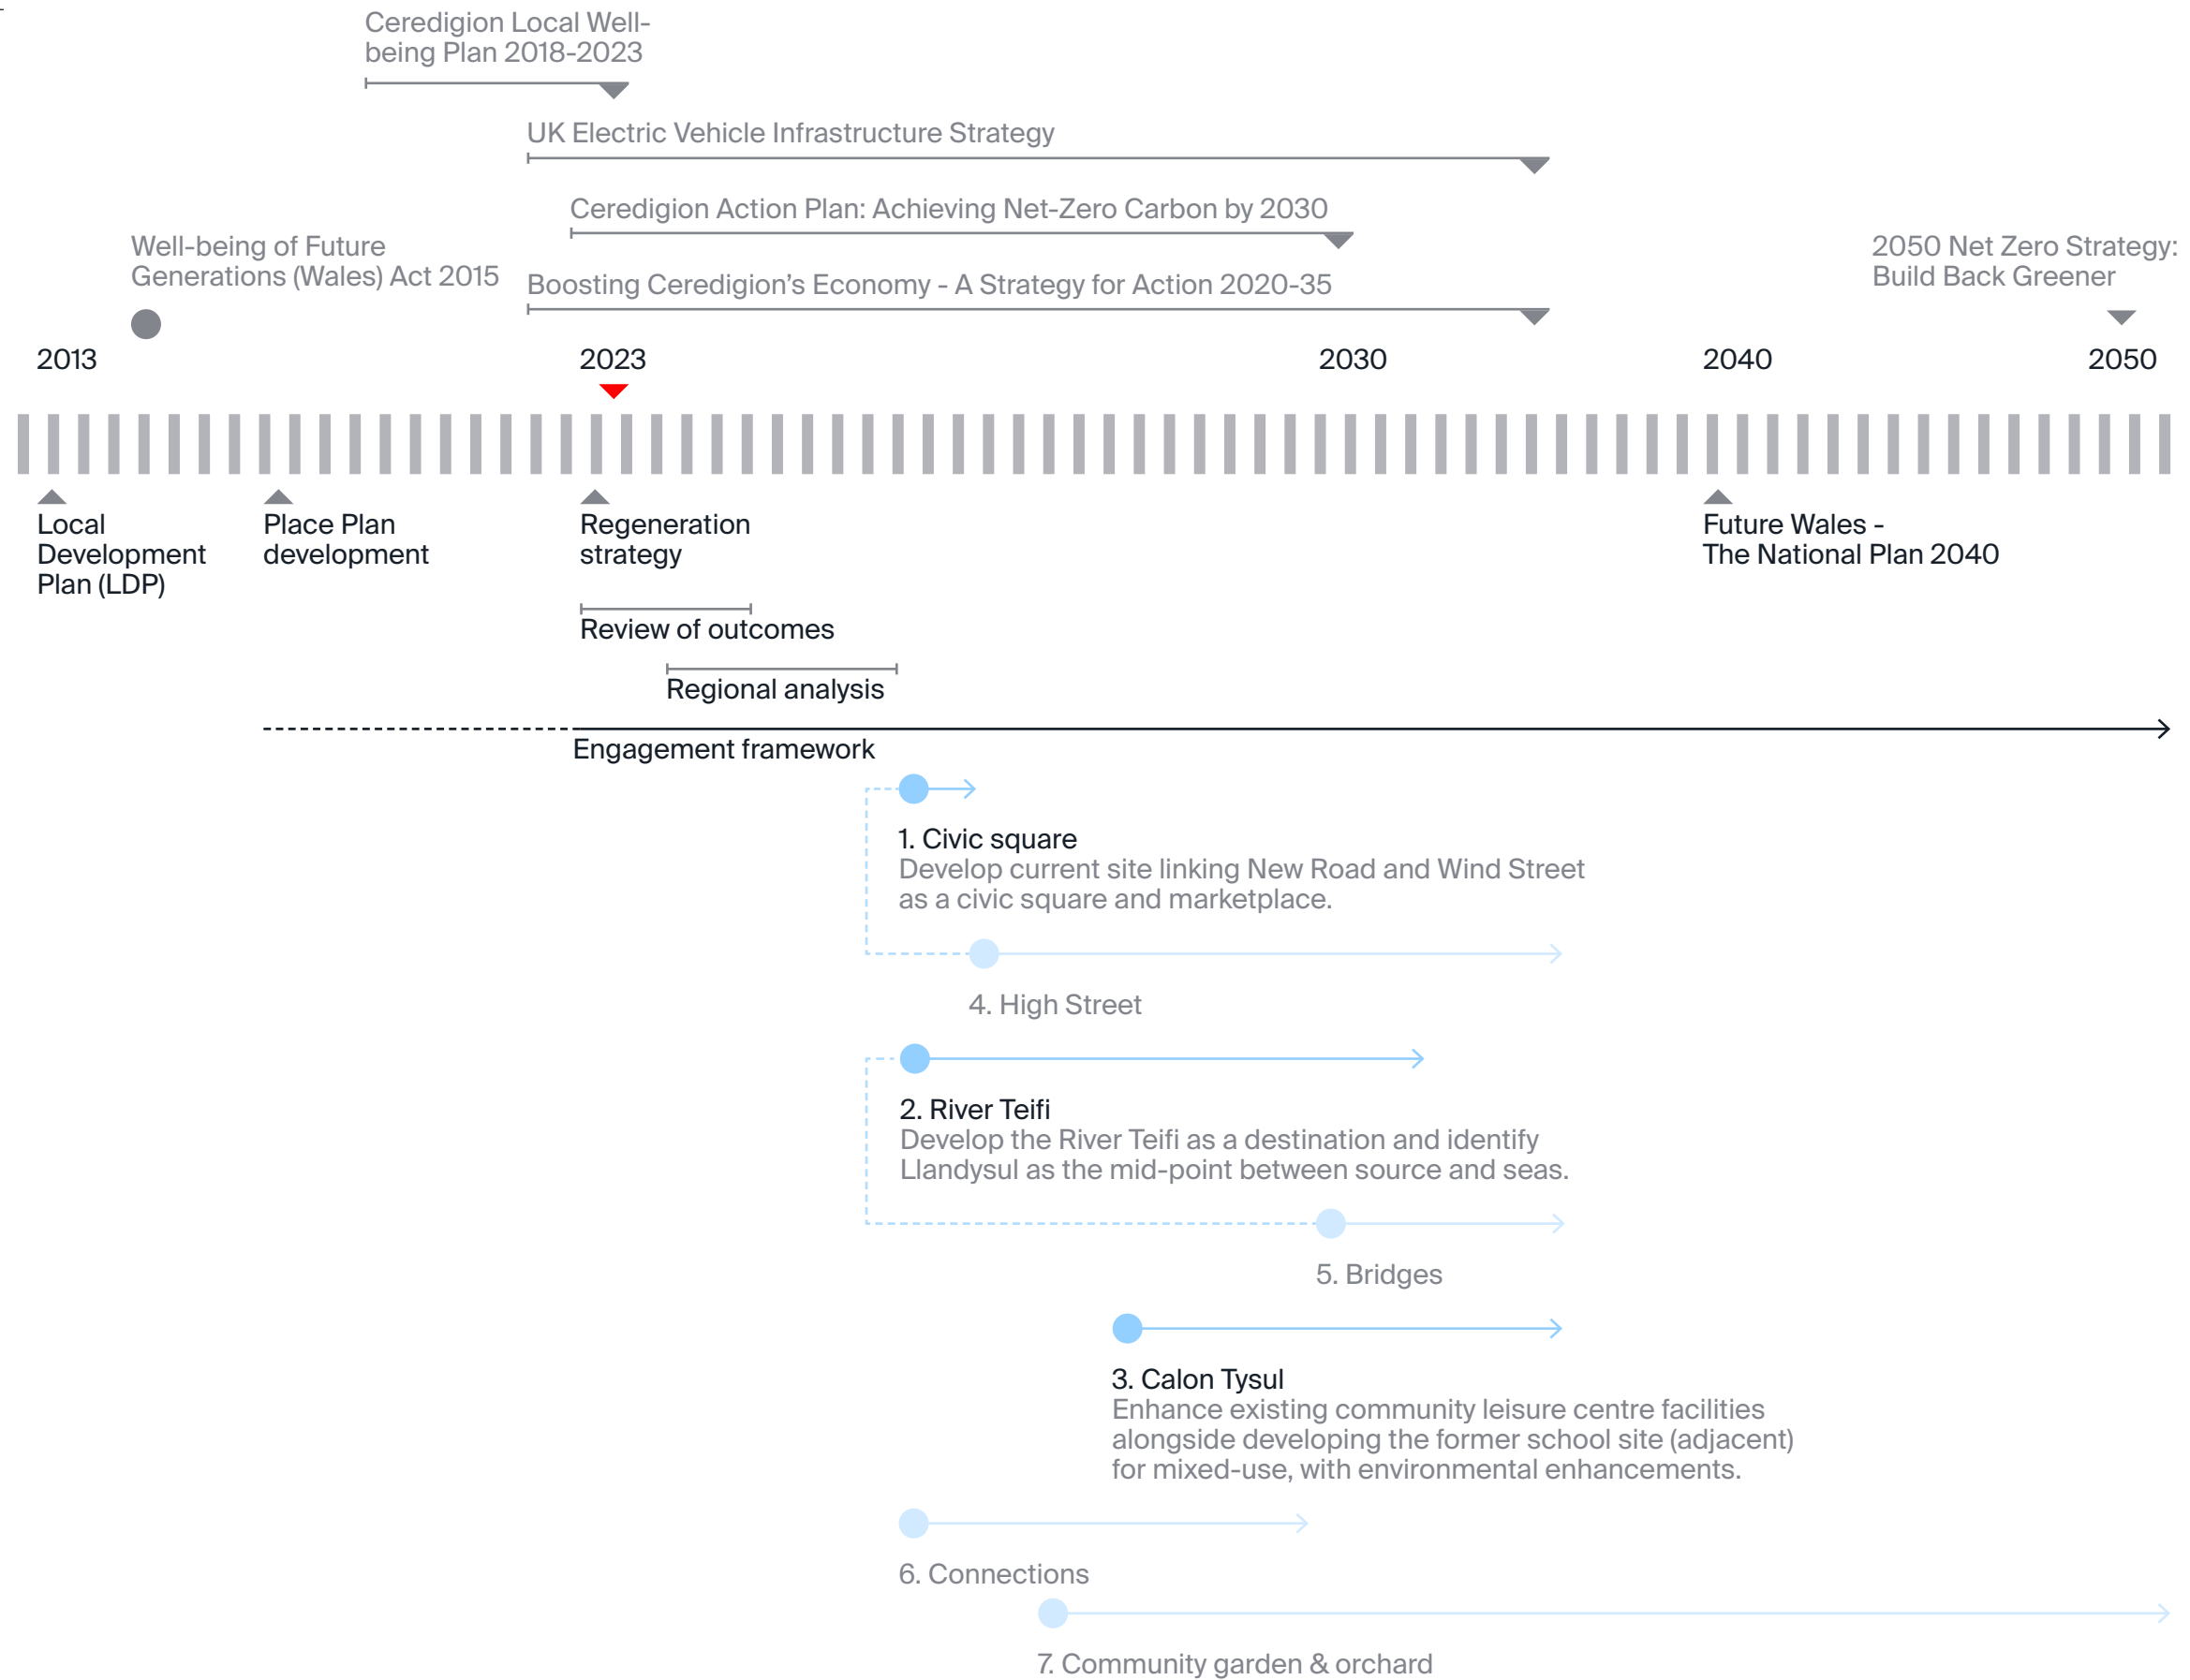 Ceredigion Local Well-
being Plan 2018-2023
UK Electric Vehicle Infrastructure Strategy
Ceredigion Action Plan: Achieving Net-Zero Carbon by 2030
Well-being of Future
Generations (Wales) Act 2015
Boosting Ceredigion’s Economy - A Strategy for Action 2020-35
2050 Net Zero Strategy:
Build Back Greener
2013
2023
2030
2040
2050
Local
Development
Plan (LDP)
Place Plan
development
Regeneration
strategy
Future Wales -
The National Plan 2040
Review of outcomes
Regional analysis
Engagement framework
1. Civic square
Develop current site linking New Road and Wind Street
as a civic square and marketplace.
4. High Street
2. River Teifi
Develop the River Teifi as a destination and identify
Llandysul as the mid-point between source and seas.
5. Bridges
3. Calon Tysul
Enhance existing community leisure centre facilities
alongside developing the former school site (adjacent)
for mixed-use, with environmental enhancements.
6. Connections
7. Community garden & orchard